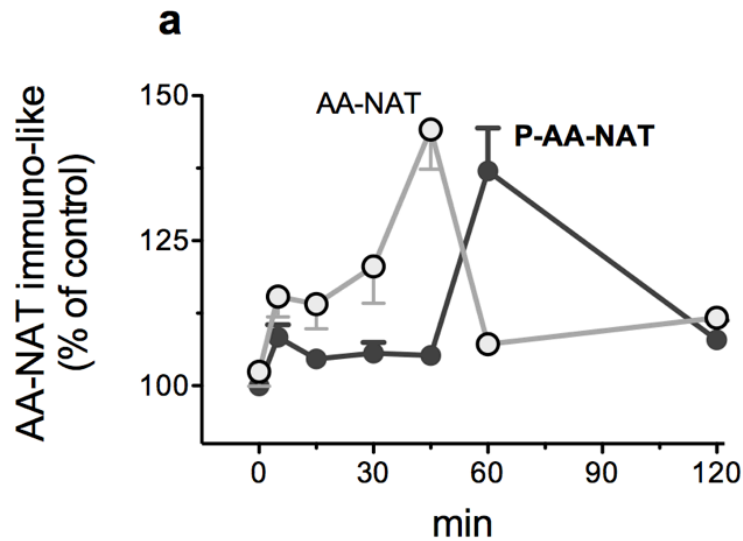 a
AA-NAT immuno-like
(% of control)
150
125
100
AA-NAT
P-AA-NAT
0
30
60
90
120
min